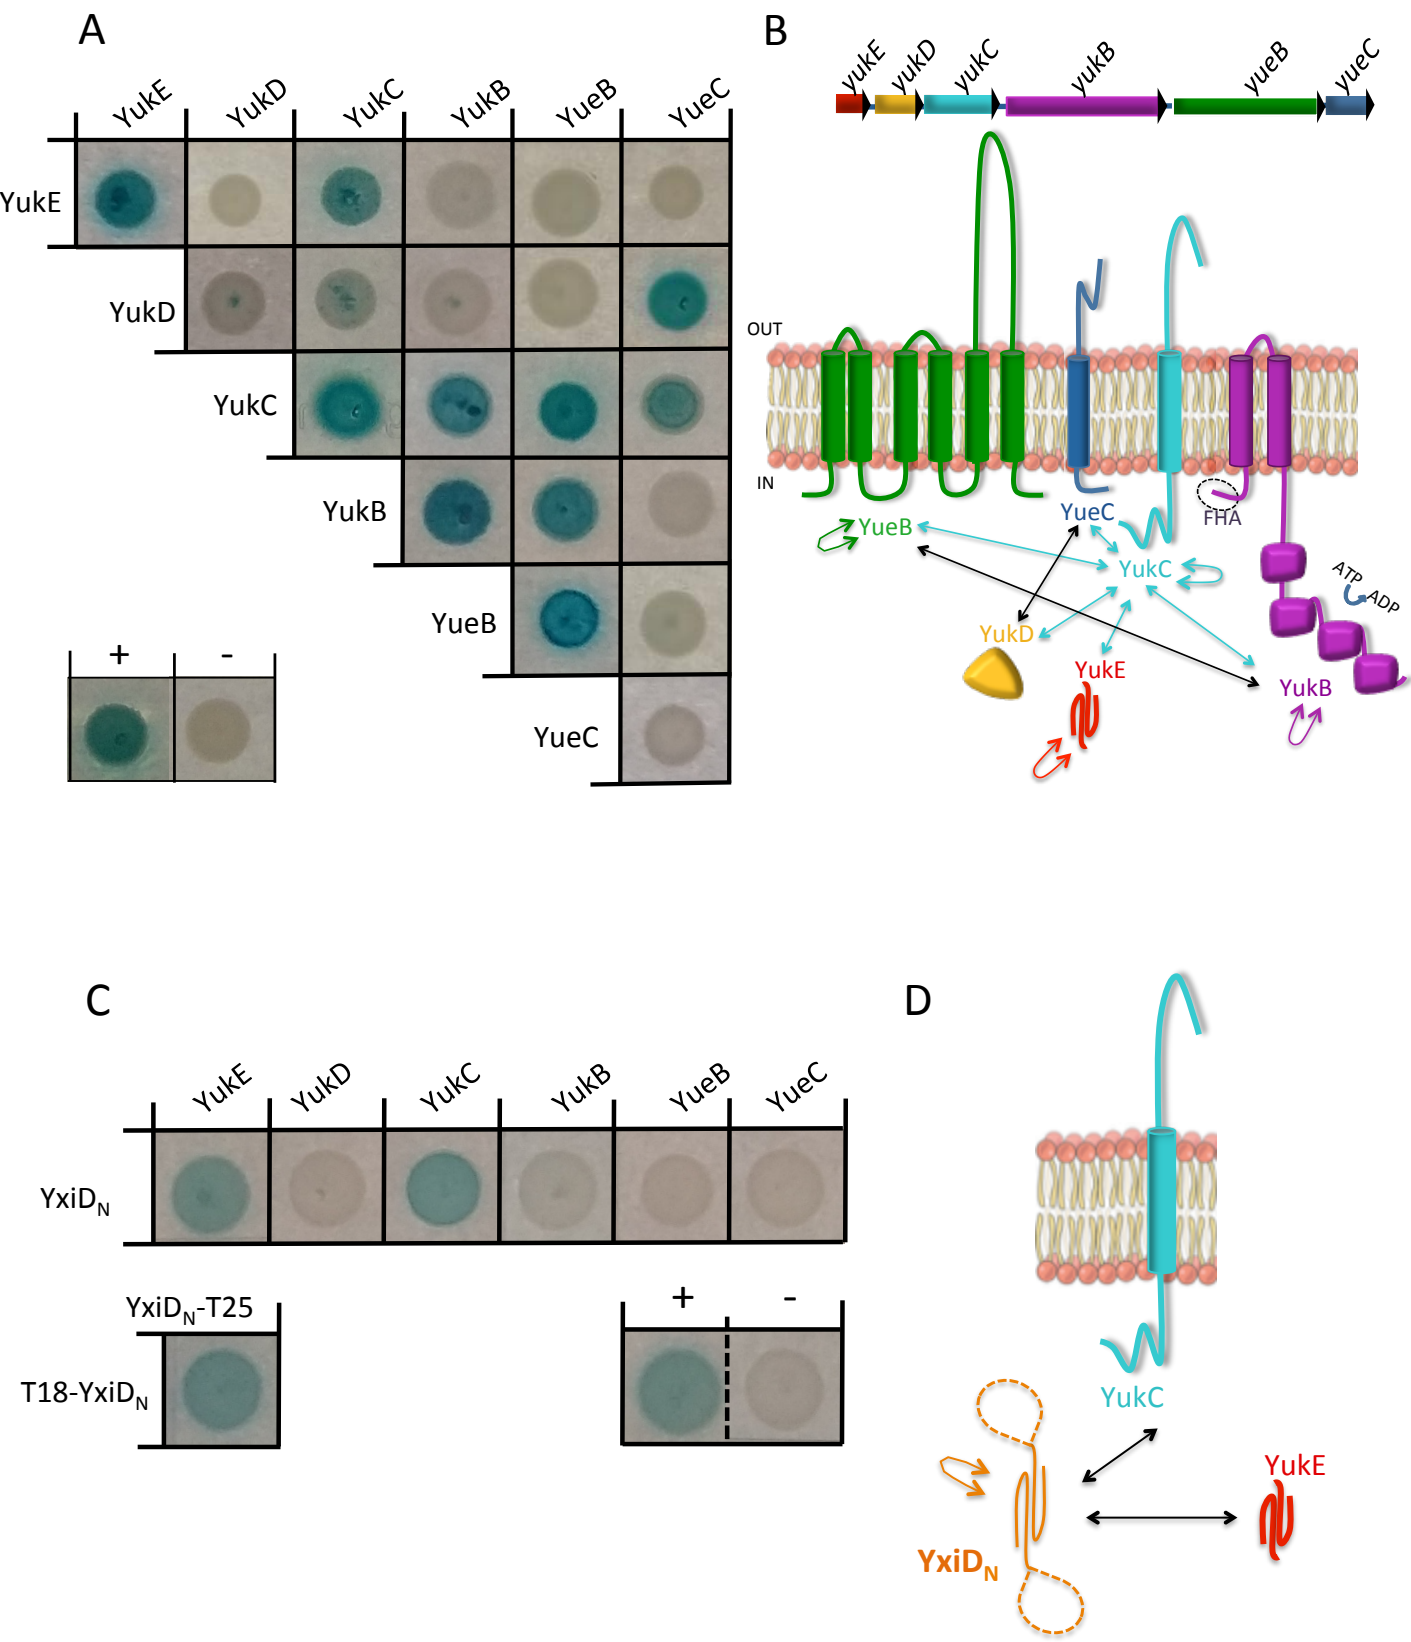 A
YukE YukD YukC YukB YueB YueC
YukE
YukD
YukC
YukB
YueB
YueC
+ -
B
yukE yukD yukC yukB yueB yueC
OUT
IN
FHA
YueB
YueC
YukC
YukD
YukE
YukB
ATP
ADP
C
YukE YukD YukC YukB YueB YueC
YxiDN
YxiDN-T25
T18-YxiDN
+ -
D
YukC
YukE
YxiDN